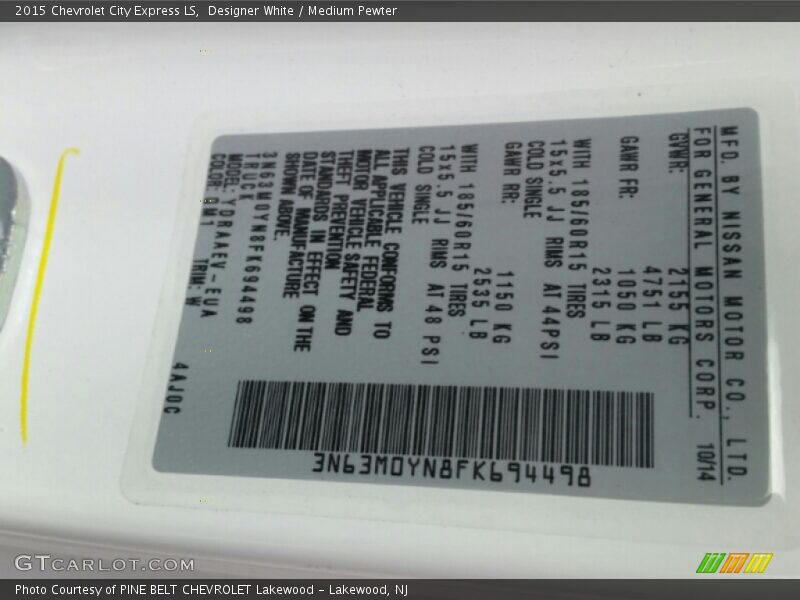 2015 Chevrolet City Express LS,  Designer White / Medium Pewter
MFD. BY NISSAN MOTOR CO., LTD.
FOR GENERAL MOTORS CORP. 10/14
GVWR: 2155 KG
4751 LB
GAWR FR: 1050 KG
2315 LB
WITH 185/60R15 TIRES
15x5.5 JJ RIMS AT 44PSI
COLD SINGLE
GAWR RR: 1150 KG
2535 LB
WITH 185/60R15 TIRES
15x5.5 JJ RIMS AT 48 PSI
COLD SINGLE
THIS VEHICLE CONFORMS TO
ALL APPLICABLE FEDERAL
MOTOR VEHICLE SAFETY AND
THEFT PREVENTION
STANDARDS IN EFFECT ON THE
DATE OF MANUFACTURE
SHOWN ABOVE.
3N63M0YN8FK694498
TRUCK
MODEL: YDRAAEV-EUA
COLOR: QM1 TRIM: W
4AJ0C
3N63M0YN8FK694498
GTCARLOT.COM
Photo Courtesy of PINE BELT CHEVROLET Lakewood - Lakewood, NJ